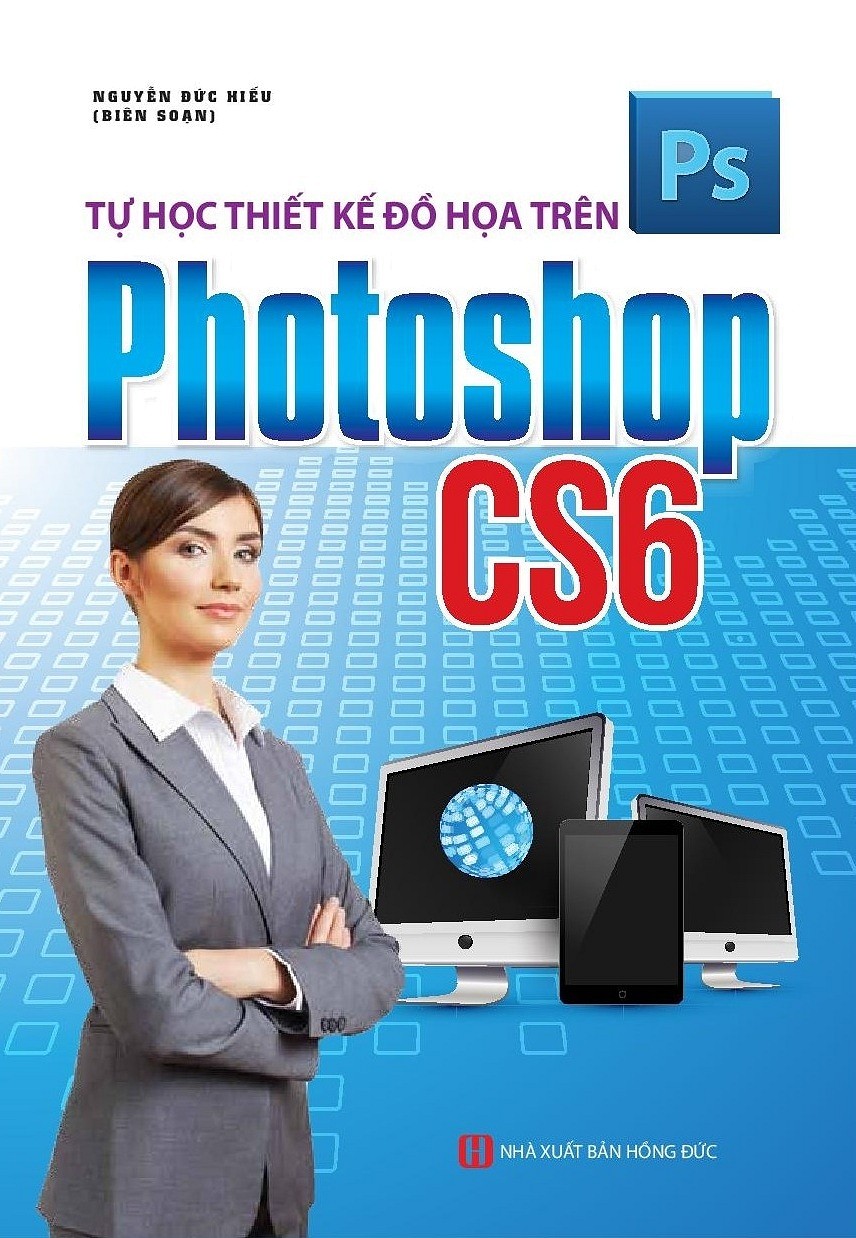 NGUYỄN ĐỨC HIẾU
(BIÊN SOẠN)
Ps
TỰ HỌC THIẾT KẾ ĐỒ HỌA TRÊN
Photoshop
CS6
H NHÀ XUẤT BẢN HỒNG ĐỨC